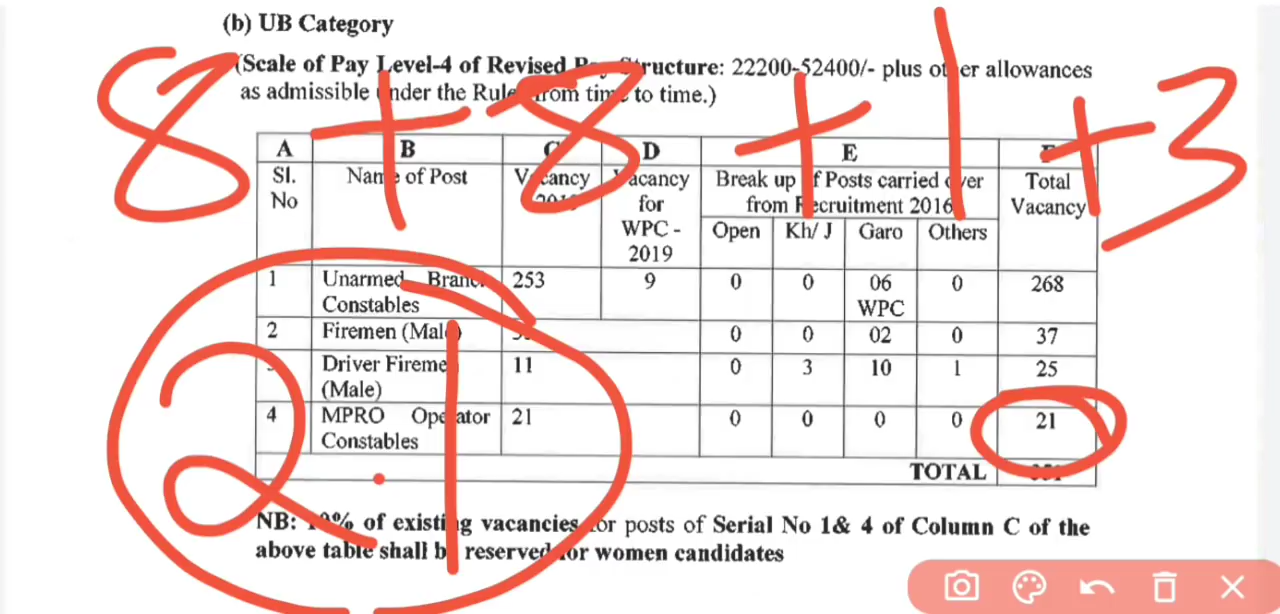 (b) UB Category
(Scale of Pay Level-4 of Revised Structure: 22200-52400/- plus other allowances
as admissible under the Rules from time to time.)
8 + 8 + 1 + 3
A B C D E
Sl. No Name of Post Vacancy Vacancy for WPC - 2019 Break up of Posts carried over from Recruitment 2016 Total Vacancy
Open Kh/ J Garo Others
1 Unarmed Branch Constables 253 9 0 0 06 WPC 0 268
2 Firemen (Male) 0 0 02 0 37
Driver Firemen (Male) 11 0 3 10 1 25
4 MPRO Operator Constables 21 0 0 0 0 21
TOTAL
2.1
NB: of existing vacancies for posts of Serial No 1& 4 of Column C of the
above table shall be reserved for women candidates